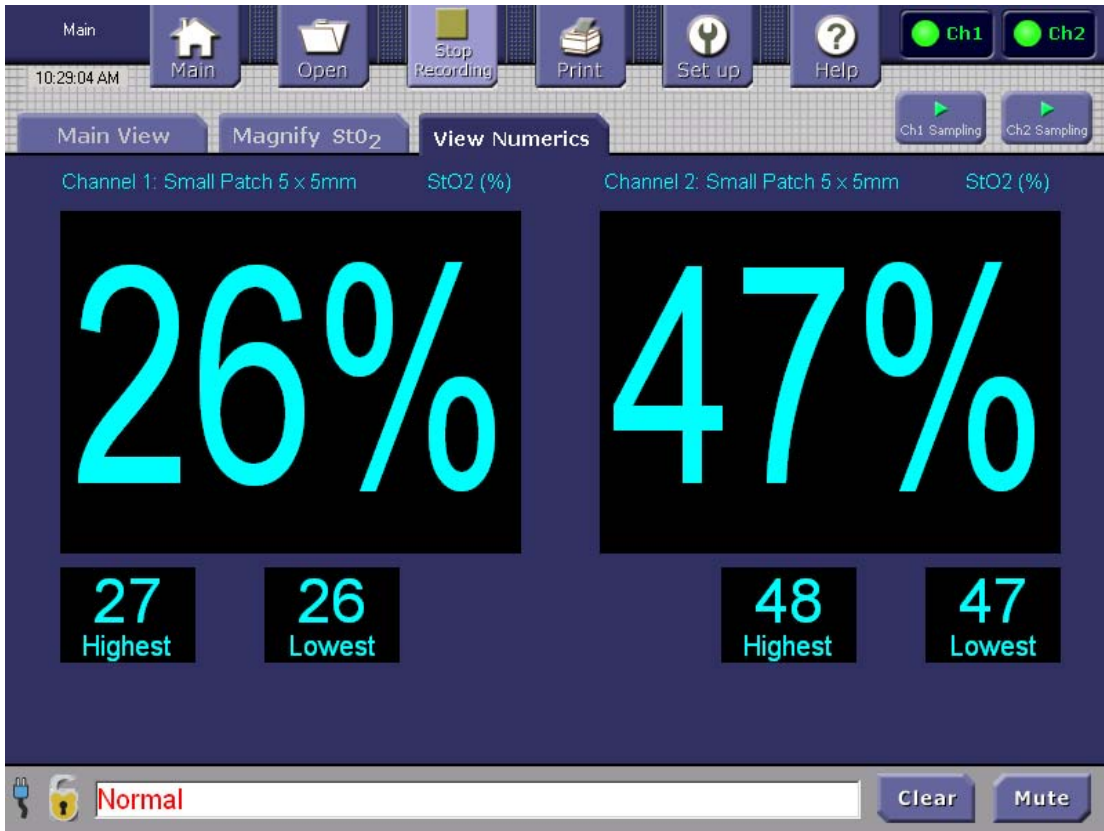 Main
10:29:04 AM
Main
Open
Stop
Recording
Print
Set up
Help
Ch1
Ch2
Ch1 Sampling
Ch2 Sampling
Main View
Magnify StO2
View Numerics
Channel 1: Small Patch 5 x 5mm StO2 (%)
Channel 2: Small Patch 5 x 5mm StO2 (%)
26%
47%
27
Highest
26
Lowest
48
Highest
47
Lowest
Normal
Clear
Mute